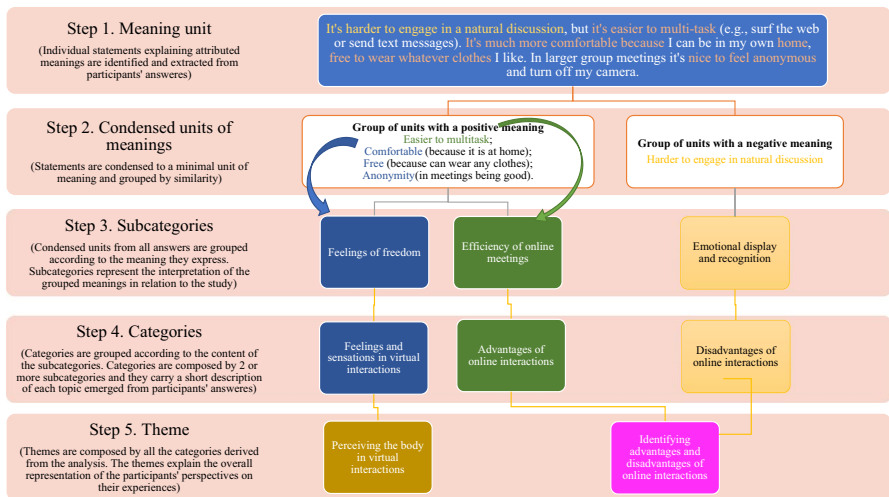 Step 1. Meaning unit
(Individual statements explaining attributed
meanings are identified and extracted from
participants' answeres)
It's harder to engage in a natural discussion, but it's easier to multi-task (e.g., surf the web
or send text messages). It's much more comfortable because I can be in my own home,
free to wear whatever clothes I like. In larger group meetings it's nice to feel anonymous
and turn off my camera.
Step 2. Condensed units of
meanings
(Statements are condensed to a minimal unit of
meaning and grouped by similarity)
Group of units with a positive meaning
Easier to multitask;
Comfortable (because it is at home);
Free (because can wear any clothes);
Anonymity(in meetings being good).
Group of units with a negative meaning
Harder to engage in natural discussion
Step 3. Subcategories
(Condensed units from all answers are grouped
according to the meaning they express.
Subcategories represent the interpretation of the
grouped meanings in relation to the study)
Feelings of freedom
Efficiency of online
meetings
Emotional display
and recognition
Step 4. Categories
(Categories are grouped according to the content of
the subcategories. Categories are composed by 2 or
more subcategories and they carry a short description
of each topic emerged from participants' answers)
Feelings and
sensations in virtual
interactions
Advantages of
online interactions
Disadvantages of
online interactions
Step 5. Theme
(Themes are composed by all the categories derived
from the analysis. The themes explain the overall
representation of the participants' perspectives on
their experiences)
Perceiving the body
in virtual
interactions
Identifying
advantages and
disadvantages of
online interactions